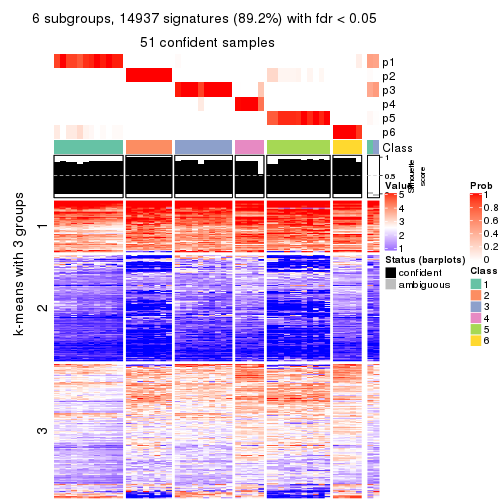 6 subgroups, 14937 signatures (89.2%) with fdr < 0.05
51 confident samples
p1
p2
p3
p4
p5
p6
Class
1
0.5
0
Silhouette
score
k-means with 3 groups
1
2
3
Value
5
4
3
2
1
Status (barplots)
confident
ambiguous
Prob
1
0.8
0.6
0.4
0.2
0
Class
1
2
3
4
5
6